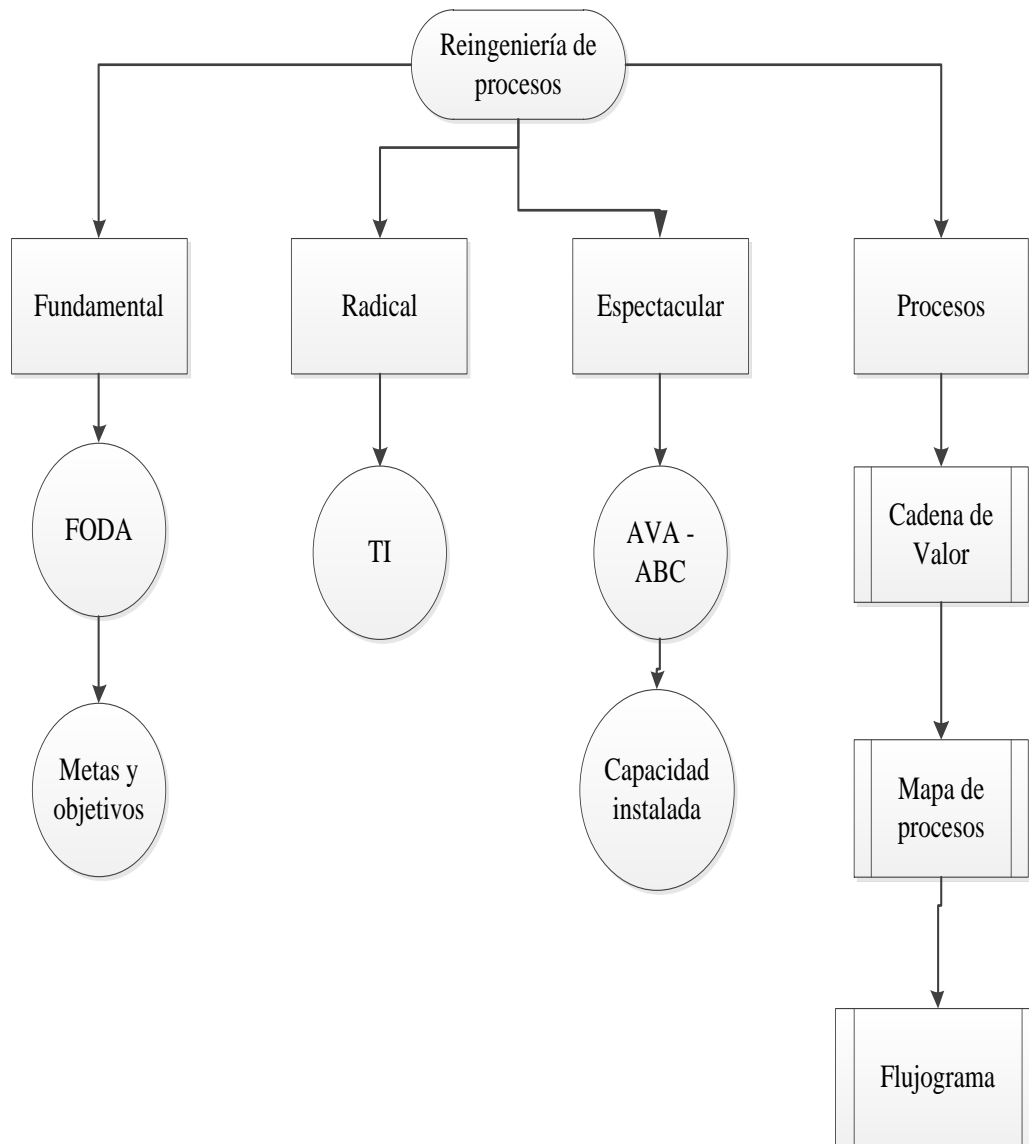 Reingeniería de
procesos
Fundamental
Radical
Espectacular
Procesos
FODA
TI
AVA -
ABC
Cadena de
Valor
Metas y
objetivos
Capacidad
instalada
Mapa de
procesos
Flujograma